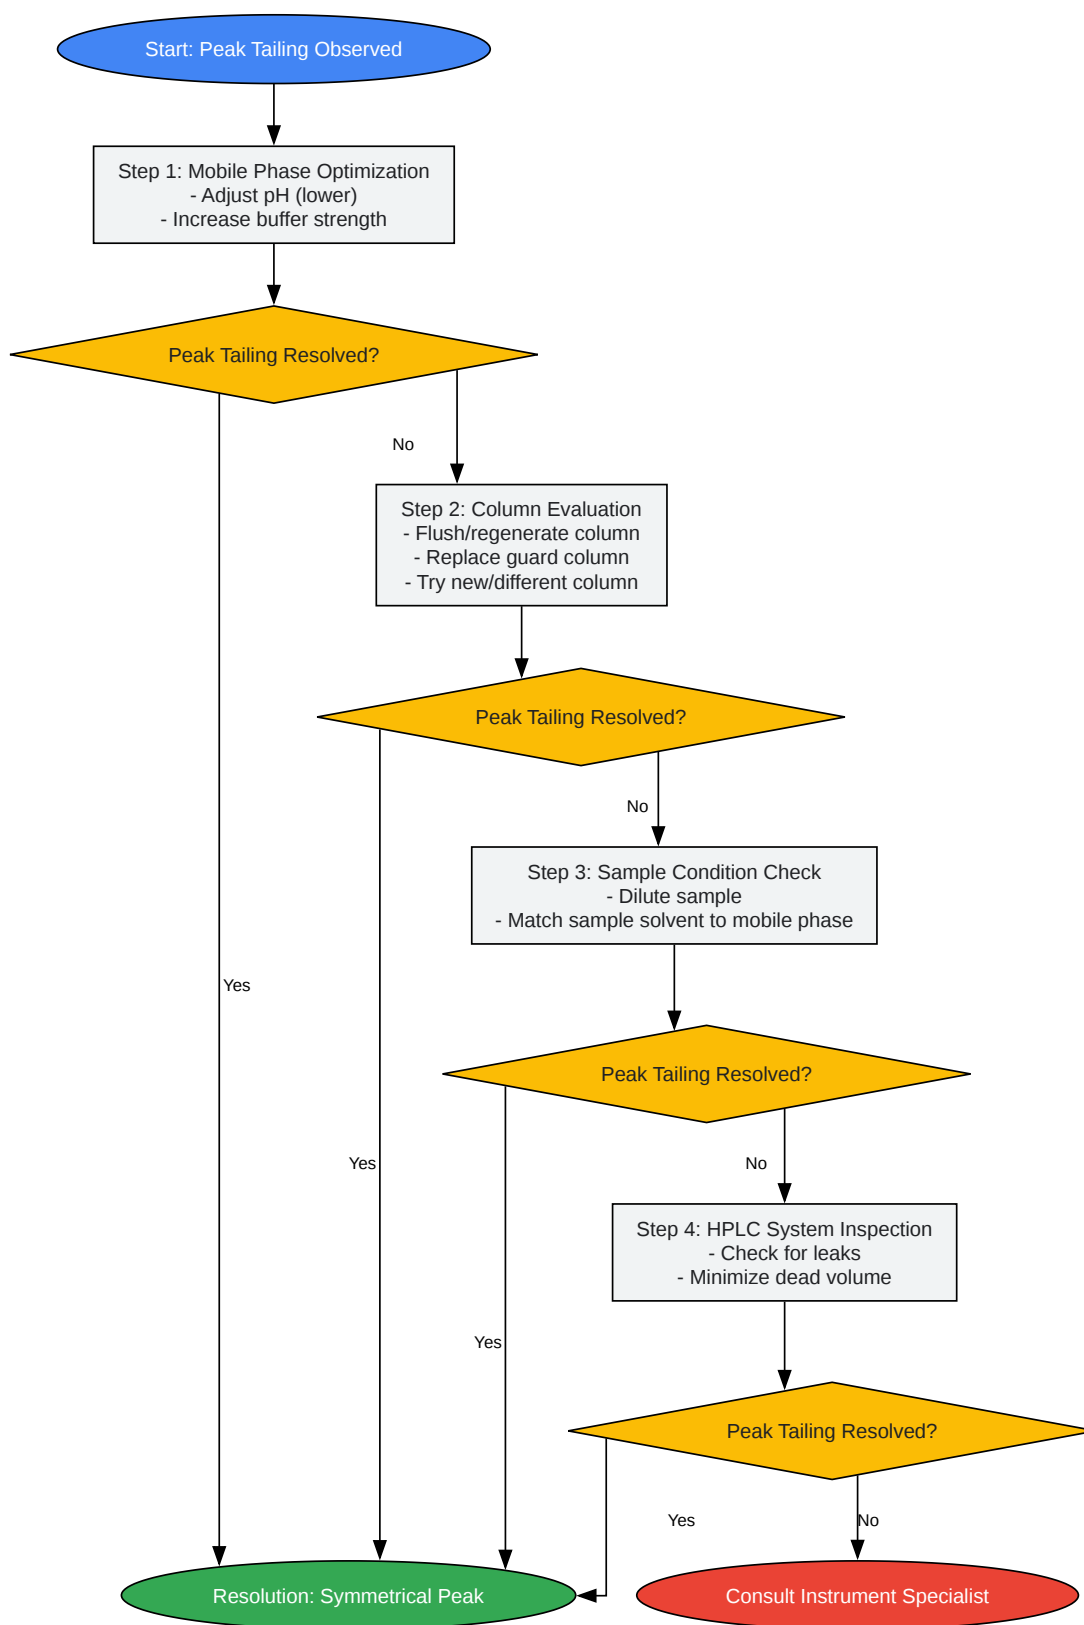 Start: Peak Tailing Observed
Step 1: Mobile Phase Optimization
- Adjust pH (lower)
- Increase buffer strength
Peak Tailing Resolved?
No
Step 2: Column Evaluation
- Flush/regenerate column
- Replace guard column
- Try new/different column
Peak Tailing Resolved?
No
Step 3: Sample Condition Check
- Dilute sample
- Match sample solvent to mobile phase
Yes
Peak Tailing Resolved?
Yes
No
Step 4: HPLC System Inspection
- Check for leaks
- Minimize dead volume
Yes
Peak Tailing Resolved?
Yes
No
Resolution: Symmetrical Peak
Consult Instrument Specialist